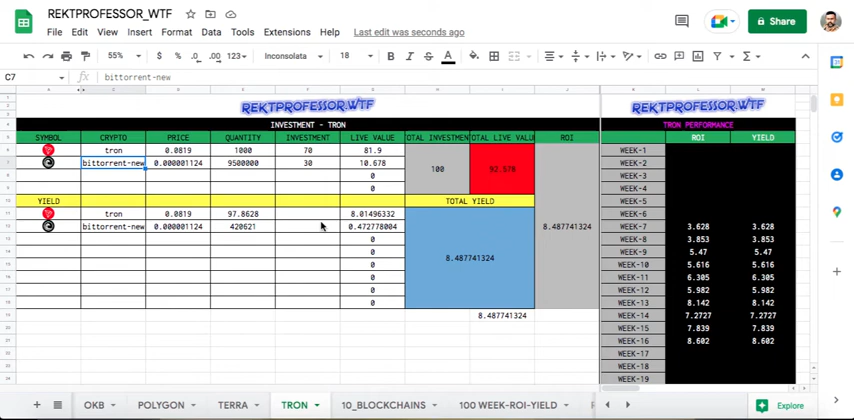 REKTPROFESSOR_WTF
File Edit View Insert Format Data Tools Extensions Help Last edit was seconds ago
Share
55% $ % .0 .00 123 Inconsolata 18 B I S A
C7 bittorrent-new
A C D E F G H I J K L M
REKTPROFESSOR.WTF REKTPROFESSOR.WTF
INVESTMENT - TRON TRON PERFORMANCE
SYMBOL CRYPTO PRICE QUANTITY INVESTMENT LIVE VALUE OTAL INVESTMEN OTAL LIVE VALU ROI ROI YIELD
tron 0.0819 1000 70 81.9 WEEK-1
bittorrent-new 0.000001124 9500000 30 10.678 100 92.578 WEEK-2
0 WEEK-3
0 WEEK-4
YIELD TOTAL YIELD WEEK-5
tron 0.0819 97.8628 8.01496332 WEEK-6
bittorrent-new 0.000001124 420621 0.472778004 8.487741324 WEEK-7 3.628 3.628
0 WEEK-8 3.853 3.853
0 WEEK-9 5.47 5.47
8.487741324
0 WEEK-10 5.616 5.616
0 WEEK-11 6.305 6.305
0 WEEK-12 5.982 5.982
0 WEEK-13 8.142 8.142
8.487741324 WEEK-14 7.2727 7.2727
WEEK-15 7.839 7.839
WEEK-16 8.602 8.602
WEEK-17
WEEK-18
WEEK-19
OKB POLYGON TERRA TRON 10_BLOCKCHAINS 100 WEEK-ROI-YIELD Explore